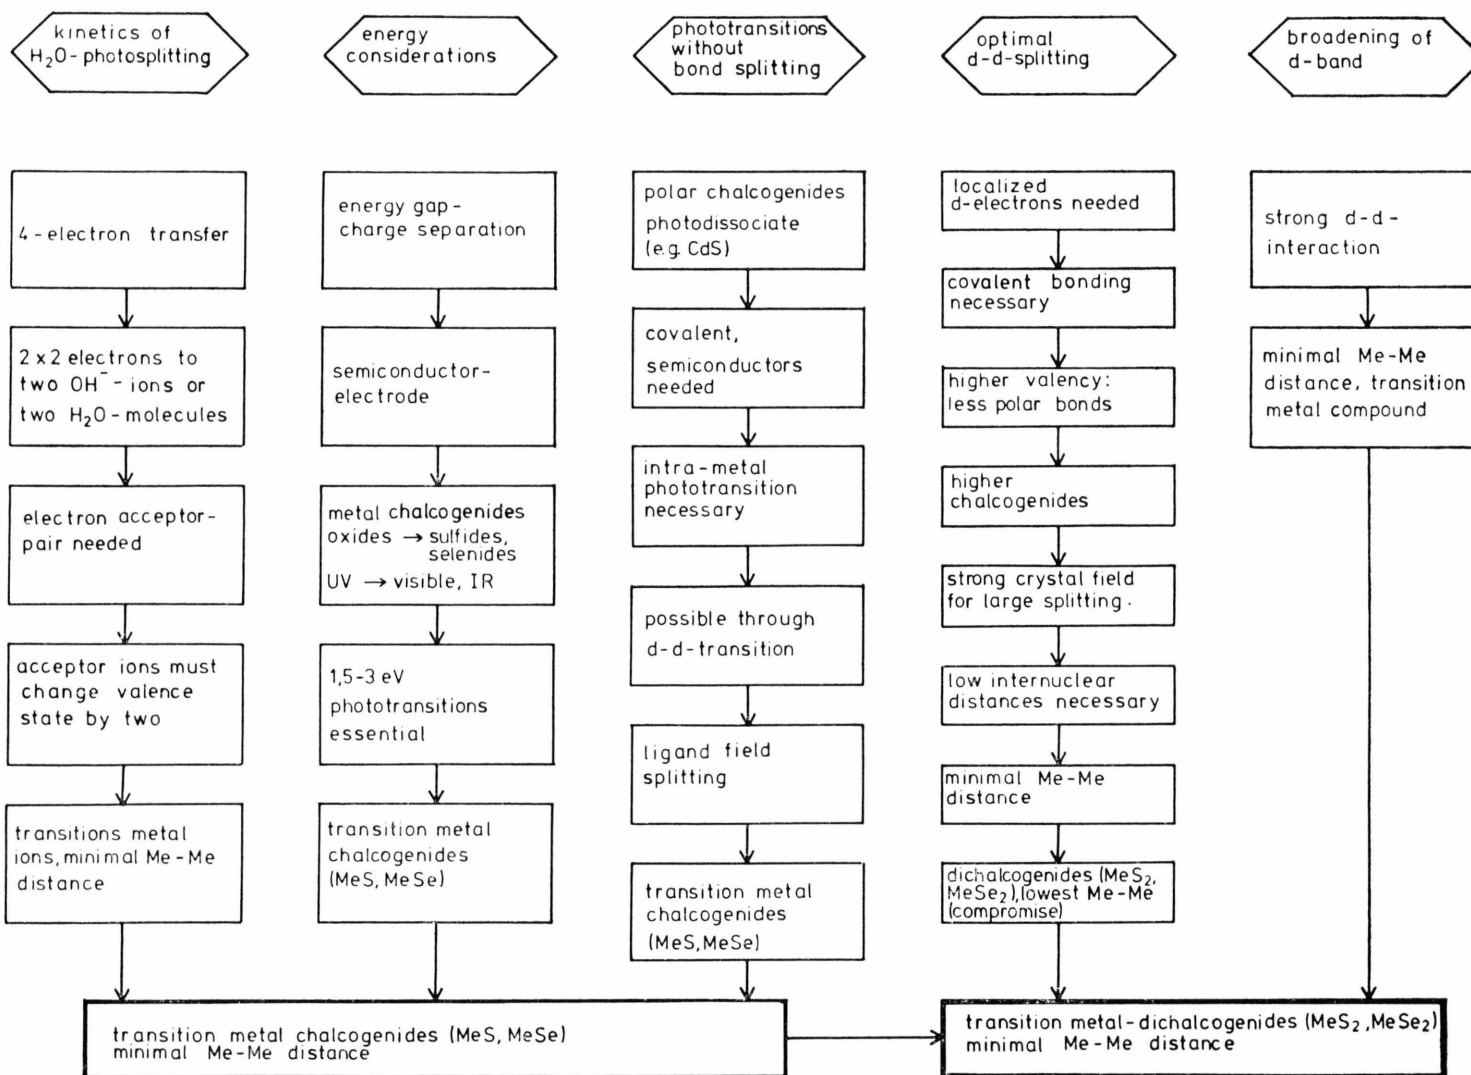 kinetics of
H₂O-photosplitting
energy
considerations
phototransitions
without
bond splitting
optimal
d-d-splitting
broadening of
d-band
4-electron transfer
2 x 2 electrons to
two OH⁻-ions or
two H₂O-molecules
electron acceptor-
pair needed
acceptor ions must
change valence
state by two
transitions metal
ions, minimal Me-Me
distance
energy gap-
charge separation
semiconductor-
electrode
metal chalcogenides
oxides → sulfides,
selenides
UV → visible, IR
1,5-3 eV
phototransitions
essential
transition metal
chalcogenides
(MeS, MeSe)
polar chalcogenides
photodissociate
(e.g. CdS)
covalent,
semiconductors
needed
intra-metal
phototransition
necessary
possible through
d-d-transition
ligand field
splitting
transition metal
chalcogenides
(MeS, MeSe)
localized
d-electrons needed
covalent bonding
necessary
higher valency:
less polar bonds
higher
chalcogenides
strong crystal field
for large splitting.
low internuclear
distances necessary
minimal Me-Me
distance
dichalcogenides (MeS₂,
MeSe₂), lowest Me-Me
(compromise)
strong d-d-
interaction
minimal Me-Me
distance, transition
metal compound
transition metal chalcogenides (MeS, MeSe)
minimal Me-Me distance
transition metal-dichalcogenides (MeS₂, MeSe₂)
minimal Me-Me distance